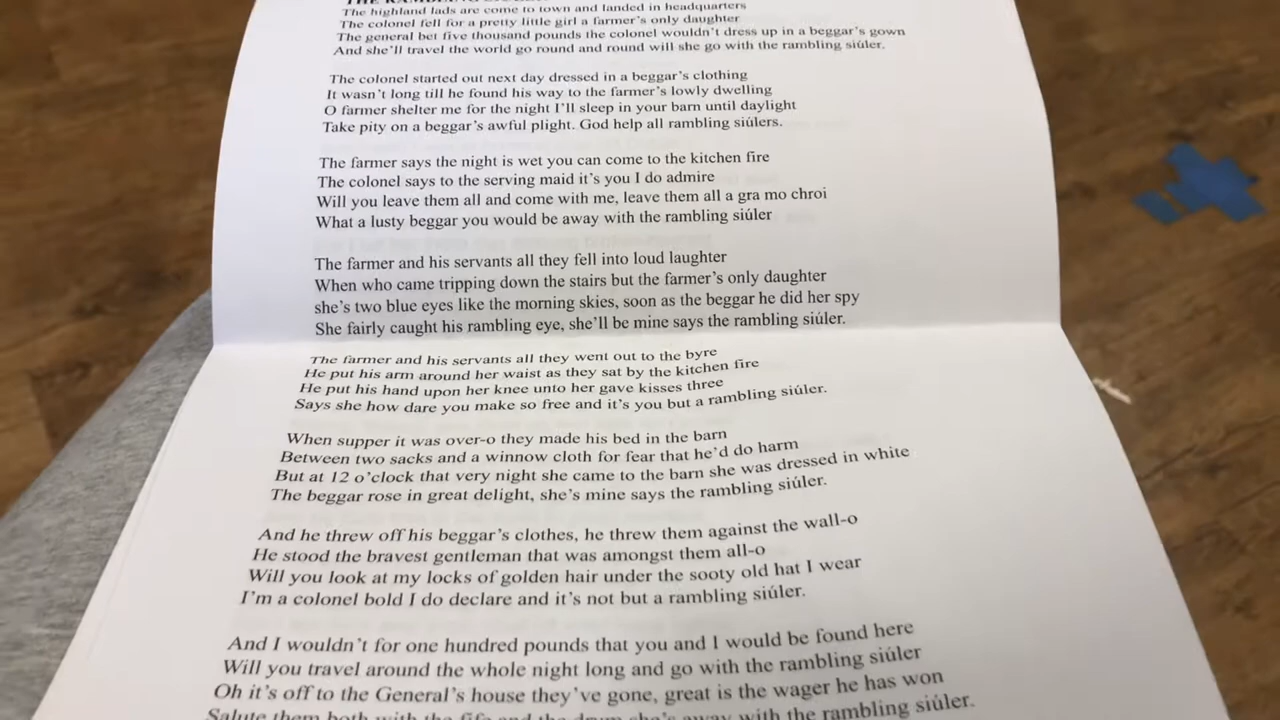 THE RAMBLING
The highland lads are come to town and landed in headquarters
The colonel fell for a pretty little girl a farmer's only daughter
The general bet five thousand pounds the colonel wouldn't dress up in a beggar's gown
And she'll travel the world go round and round will she go with the rambling siúler.
The colonel started out next day dressed in a beggar's clothing
It wasn't long till he found his way to the farmer's lowly dwelling
O farmer shelter me for the night I'll sleep in your barn until daylight
Take pity on a beggar's awful plight. God help all rambling siúlers.
The farmer says the night is wet you can come to the kitchen fire
The colonel says to the serving maid it's you I do admire
Will you leave them all and come with me, leave them all a gra mo chroi
What a lusty beggar you would be away with the rambling siúler
The farmer and his servants all they fell into loud laughter
When who came tripping down the stairs but the farmer's only daughter
she's two blue eyes like the morning skies, soon as the beggar he did her spy
She fairly caught his rambling eye, she'll be mine says the rambling siúler.
The farmer and his servants all they went out to the byre
He put his arm around her waist as they sat by the kitchen fire
He put his hand upon her knee unto her gave kisses three
Says she how dare you make so free and it's you but a rambling siúler.
When supper it was over-o they made his bed in the barn
Between two sacks and a winnow cloth for fear that he'd do harm
But at 12 o'clock that very night she came to the barn she was dressed in white
The beggar rose in great delight, she's mine says the rambling siúler.
And he threw off his beggar's clothes, he threw them against the wall-o
He stood the bravest gentleman that was amongst them all-o
Will you look at my locks of golden hair under the sooty old hat I wear
I'm a colonel bold I do declare and it's not but a rambling siúler.
And I wouldn't for one hundred pounds that you and I would be found here
Will you travel around the whole night long and go with the rambling siúler
Oh it's off to the General's house they've gone, great is the wager he has won
Salute them both with the fife and the drum she's away with the rambling siúler.